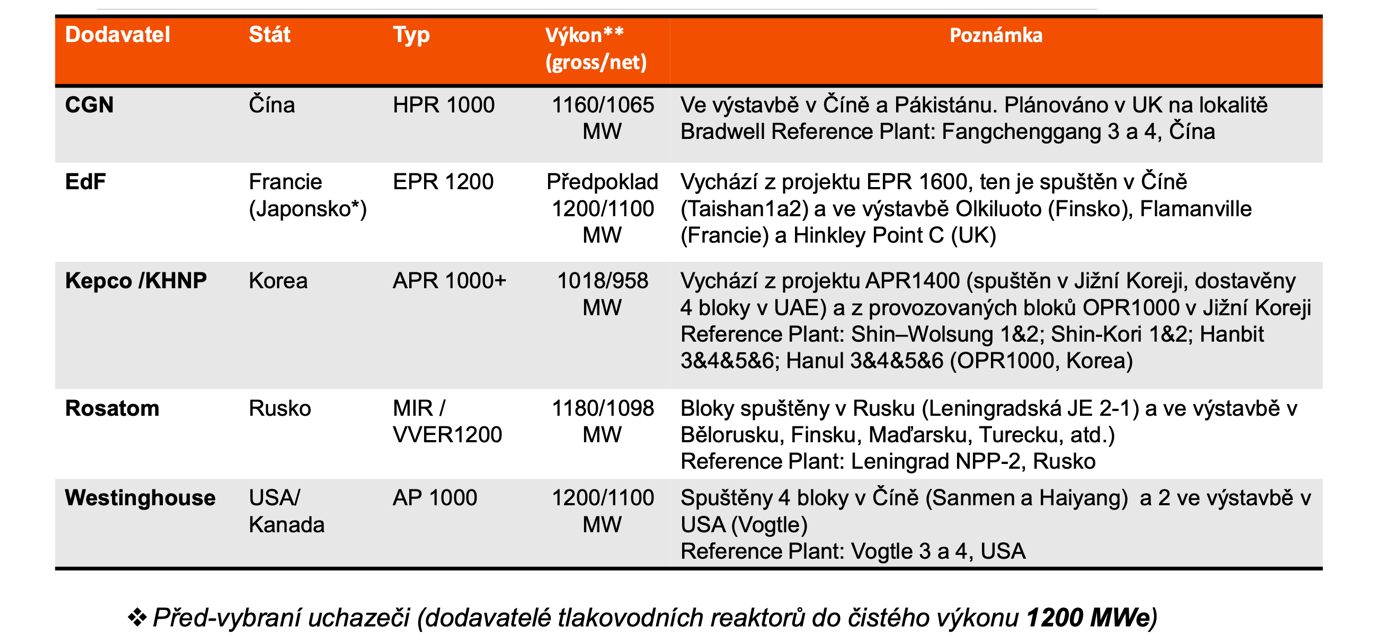 Dodavatel Stát Typ Výkon** (gross/net) Poznámka
CGN Čína HPR 1000 1160/1065 MW
Ve výstavbě v Číně a Pákistánu. Plánováno v UK na lokalitě
Bradwell Reference Plant: Fangchenggang 3 a 4, Čína
EdF Francie (Japonsko*) EPR 1200 Předpoklad 1200/1100 MW
Vychází z projektu EPR 1600, ten je spuštěn v Číně
(Taishan1a2) a ve výstavbě Olkiluoto (Finsko), Flamanville
(Francie) a Hinkley Point C (UK)
Kepco /KHNP Korea APR 1000+ 1018/958 MW
Vychází z projektu APR1400 (spuštěn v Jižní Koreji, dostavěny
4 bloky v UAE) a z provozovaných bloků OPR1000 v Jižní Koreji
Reference Plant: Shin–Wolsung 1&2; Shin-Kori 1&2; Hanbit
3&4&5&6; Hanul 3&4&5&6 (OPR1000, Korea)
Rosatom Rusko MIR / VVER1200 1180/1098 MW
Bloky spuštěny v Rusku (Leningradská JE 2-1) a ve výstavbě v
Bělorusku, Finsku, Maďarsku, Turecku, atd.)
Reference Plant: Leningrad NPP-2, Rusko
Westinghouse USA/ Kanada AP 1000 1200/1100 MW
Spuštěny 4 bloky v Číně (Sanmen a Haiyang) a 2 ve výstavbě v
USA (Vogtle)
Reference Plant: Vogtle 3 a 4, USA
❖ Před-vybraní uchazeči (dodavatelé tlakovodních reaktorů do čistého výkonu 1200 MWe)